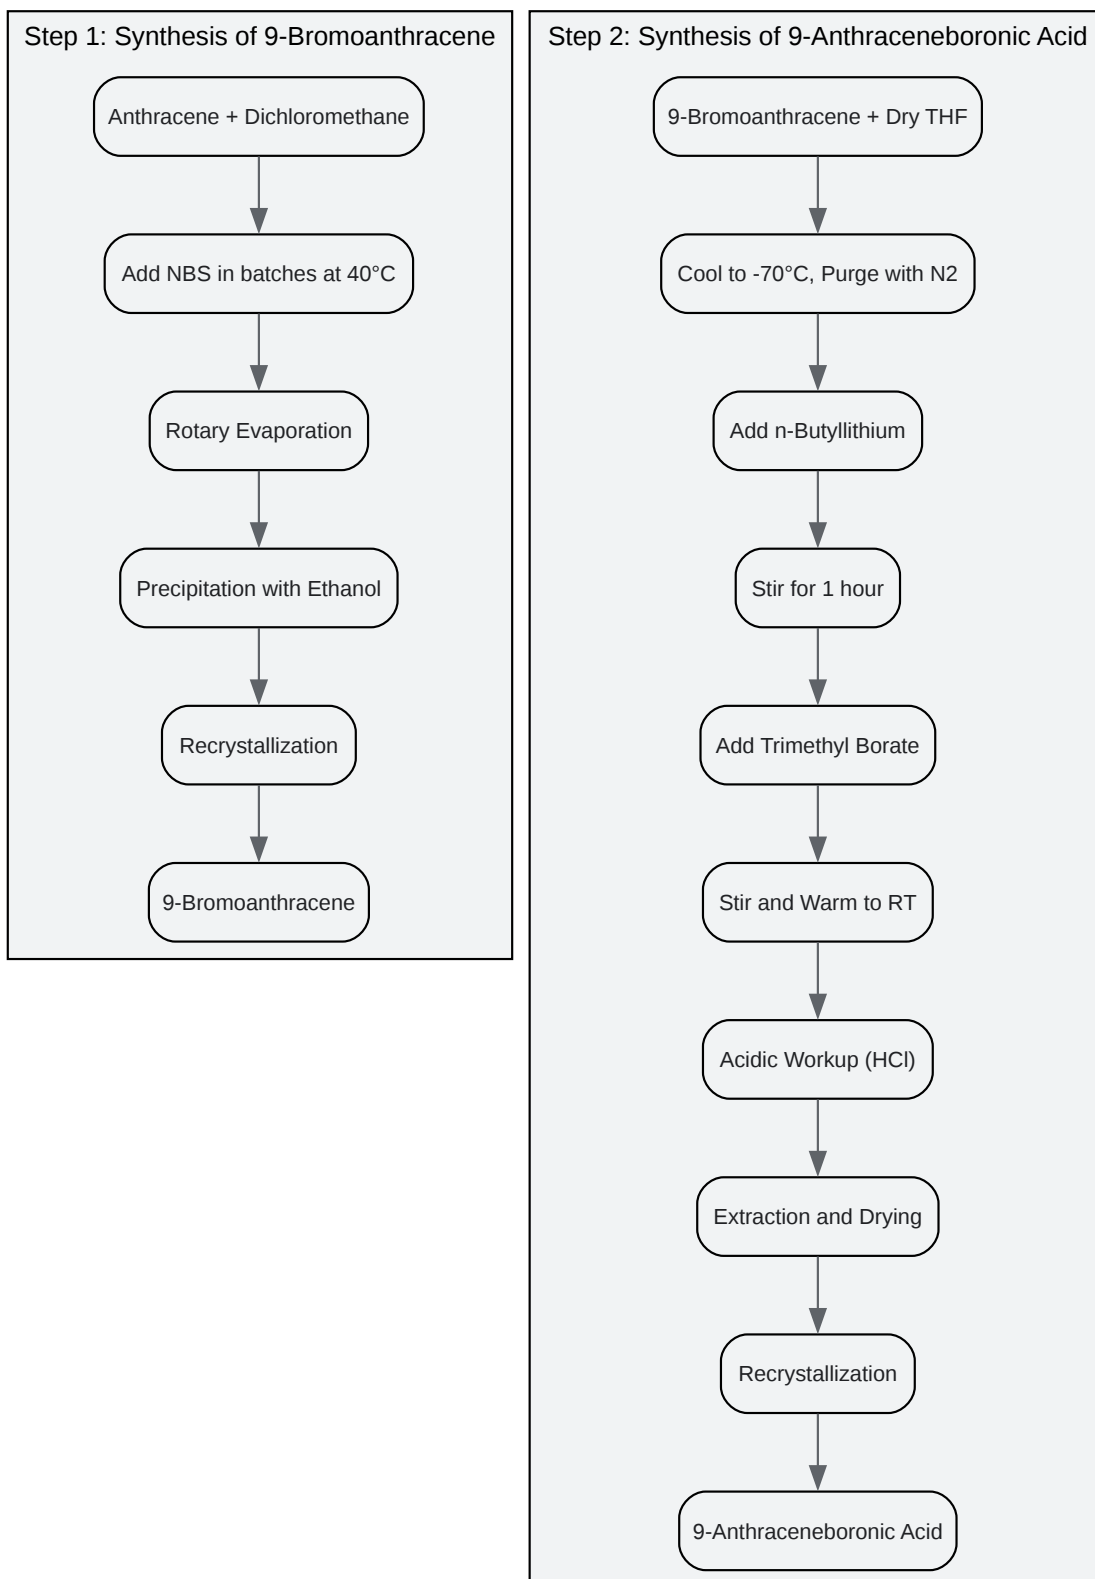 Step 1: Synthesis of 9-Bromoanthracene
Anthracene + Dichloromethane
Add NBS in batches at 40°C
Rotary Evaporation
Precipitation with Ethanol
Recrystallization
9-Bromoanthracene
Step 2: Synthesis of 9-Anthraceneboronic Acid
9-Bromoanthracene + Dry THF
Cool to -70°C, Purge with N2
Add n-Butyllithium
Stir for 1 hour
Add Trimethyl Borate
Stir and Warm to RT
Acidic Workup (HCl)
Extraction and Drying
Recrystallization
9-Anthraceneboronic Acid